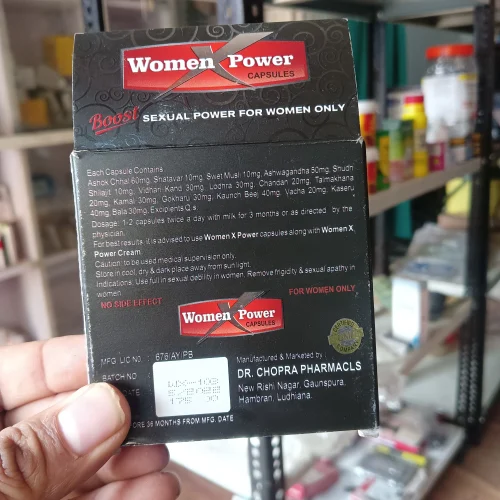 Women X Power
CAPSULES
Boost SEXUAL POWER FOR WOMEN ONLY
Each Capsule Contains
Ashok Chhal 60mg, Shatavar 10mg, Swet Musli 10mg, Ashwagandha 60mg, Shudh
Shilajit 10mg, Vidhari Kand 30mg, Lodhra 30mg, Chandan 20mg, Talmakhana
20mg, Kamal 30mg, Gokharu 30mg, Kaunch Beej 40mg, Vacha 20mg, Kaseru
40mg, Bala 30mg, Excipients Q.s
Dosage: 1-2 capsules twice a day with milk for 3 months or as directed by the
physician.
For best results, it is advised to use Women X Power capsules along with Women X
Power Cream.
Caution: to be used medical supervision only.
Store in cool, dry & dark place away from sunlight.
Indications: Use full in sexual debility in women. Remove frigidity & sexual apathy in
women.
NO SIDE EFFECT
FOR WOMEN ONLY
Women X Power
CAPSULES
MFG. LIC NO. 676/AY/PB
BATCH NO
Manufactured & Marketed by :
DR. CHOPRA PHARMACLS
New Rishi Nagar, Gaunspura,
Hambran, Ludhiana.
ORE 36 MONTHS FROM MFG. DATE